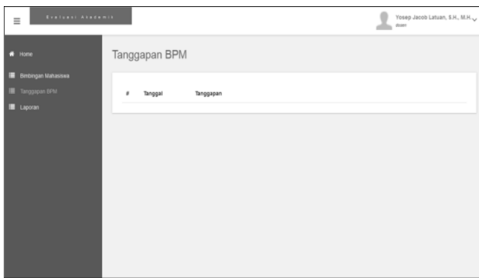 Evaluasi Akademik
Yosep Jacob Latuan, S.H., M.H.
Home
Bimbingan Mahasiswa
Tanggapan BPM
Laporan
Tanggapan BPM
# Tanggal Tanggapan